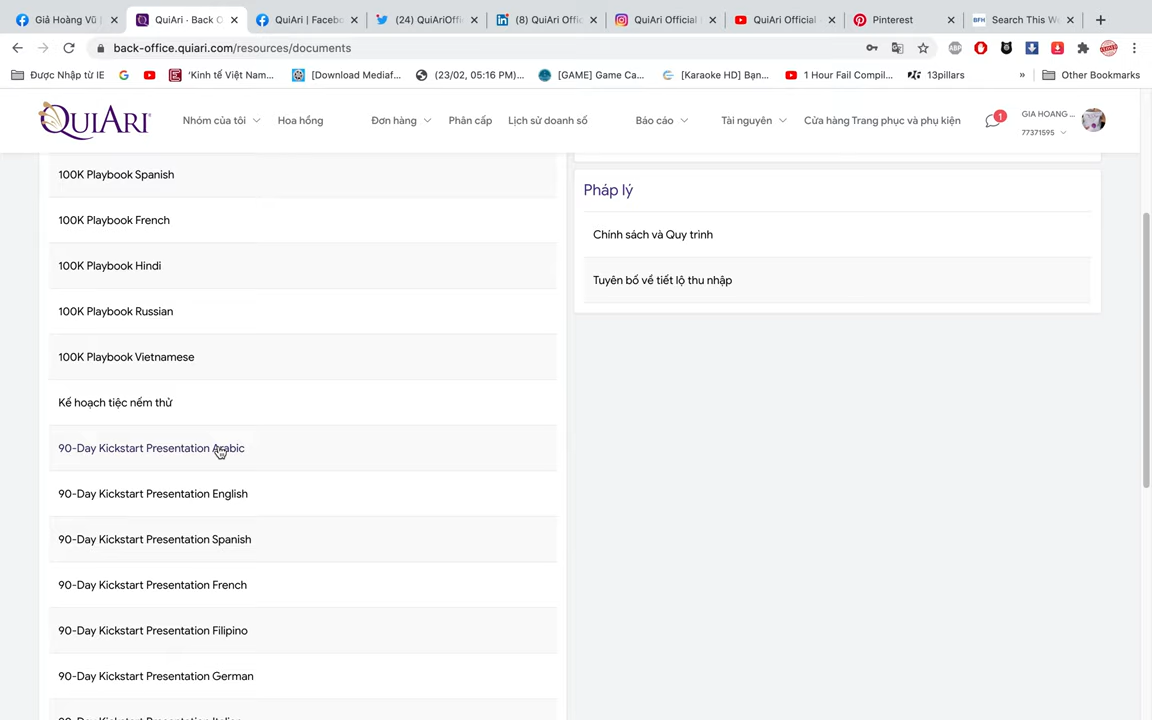 Giả Hoàng Vũ |
QuiAri - Back O
QuiAri | Facebo
(24) QuiAriOffi
(8) QuiAri Offic
QuiAri Official
QuiAri Official -
Pinterest
BFH Search This We
back-office.quiari.com/resources/documents
Được Nhập từ IE
'Kinh tế Việt Nam...
[Download Mediaf...
(23/02, 05:16 PM)...
[GAME] Game Ca...
[Karaoke HD] Bạn...
1 Hour Fail Compil...
13pillars
»
Other Bookmarks
QUIARI
Nhóm của tôi
Hoa hồng
Đơn hàng
Phân cấp
Lịch sử doanh số
Báo cáo
Tài nguyên
Cửa hàng Trang phục và phụ kiện
1
GIA HOANG ...
77371595
100K Playbook Spanish
100K Playbook French
100K Playbook Hindi
100K Playbook Russian
100K Playbook Vietnamese
Kế hoạch tiệc nếm thử
90-Day Kickstart Presentation Arabic
90-Day Kickstart Presentation English
90-Day Kickstart Presentation Spanish
90-Day Kickstart Presentation French
90-Day Kickstart Presentation Filipino
90-Day Kickstart Presentation German
Pháp lý
Chính sách và Quy trình
Tuyên bố về tiết lộ thu nhập